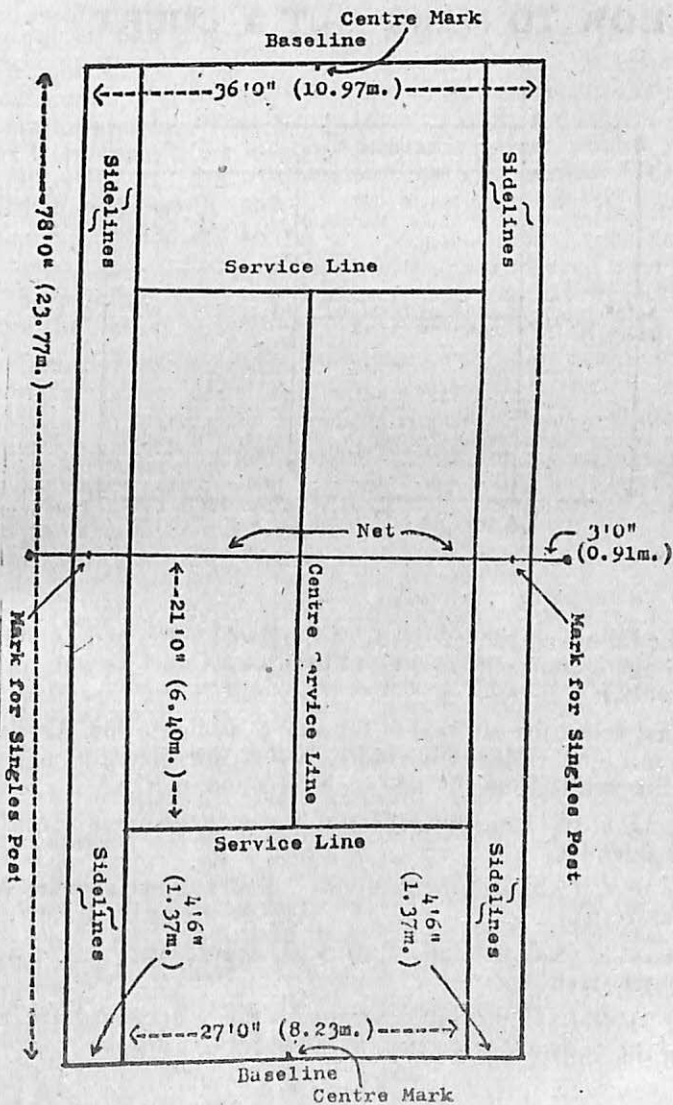 Centre Mark
Baseline
36'0" (10.97m.)
Sidelines
Sidelines
78'0" (23.77m.)
Service Line
Net
3'0"
(0.91m.)
Mark for Singles Post
21'0" (6.40m.)
Centre Service Line
Mark for Singles Post
Service Line
Sidelines
4'6"
(1.37m.)
4'6"
(1.37m.)
Sidelines
27'0" (8.23m.)
Baseline
Centre Mark